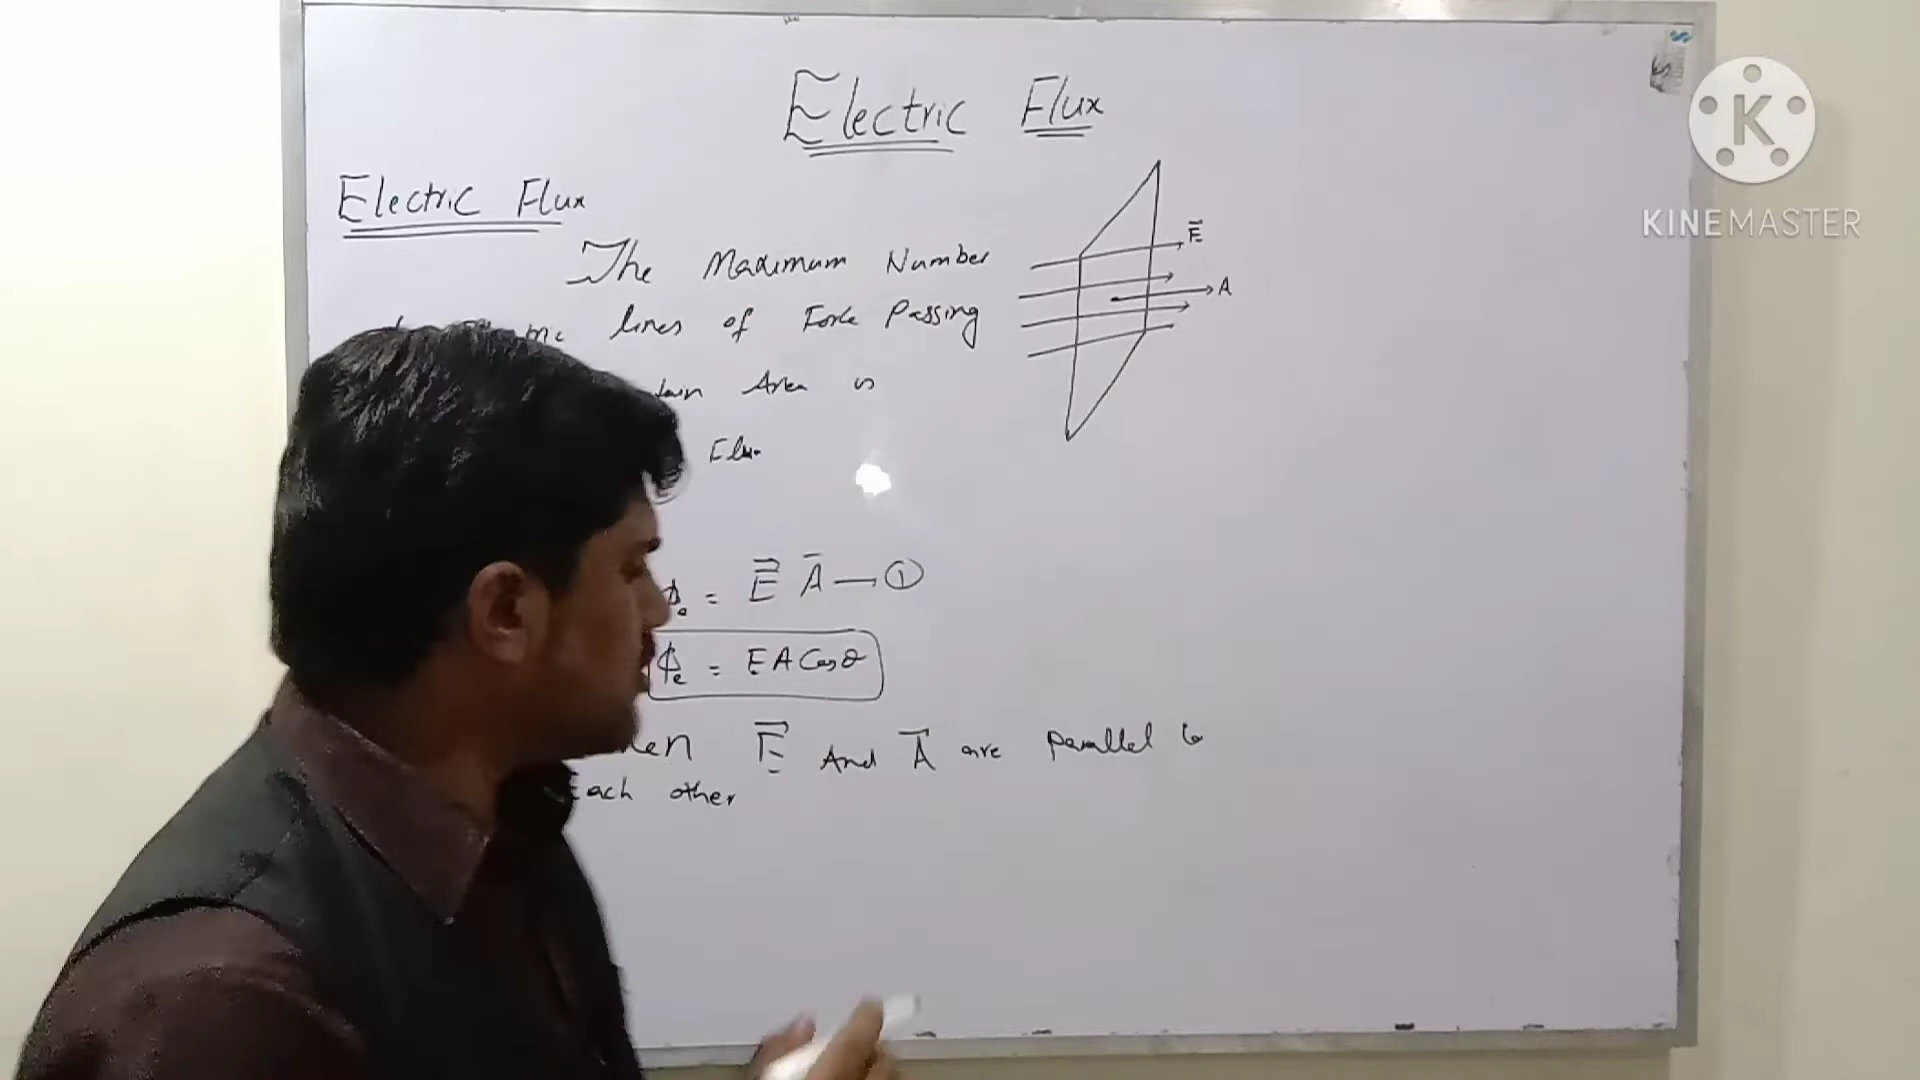 Electric Flux
Electric Flux
The Maximum Number
lines of Force Passing
Area is
Flux
E⃗
A
ϕₑ = E⃗ A⃗ — ①
ϕₑ = E A Cos θ
E⃗ And A⃗ are parallel to
Each other
K
KINEMASTER